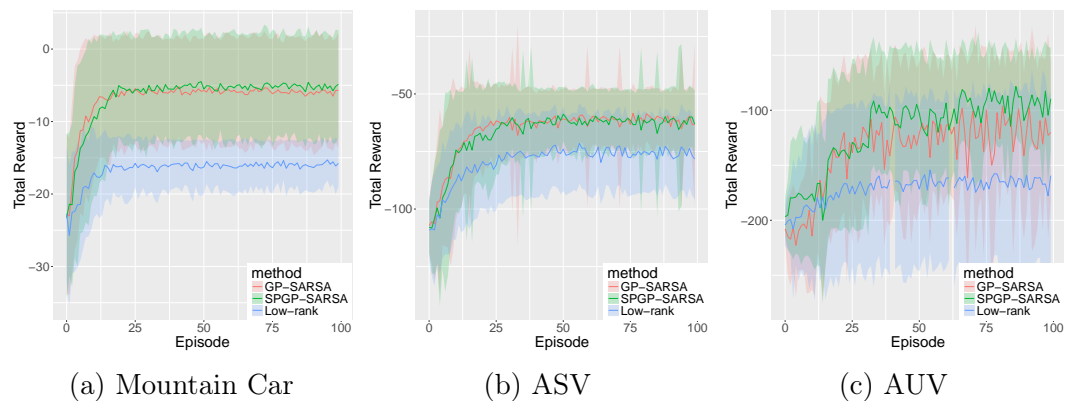 0
−10
−20
−30
Total Reward
0
25
50
75
100
Episode
method
GP−SARSA
SPGP−SARSA
Low−rank
(a) Mountain Car
−50
−100
Total Reward
0
25
50
75
100
Episode
method
GP−SARSA
SPGP−SARSA
Low−rank
(b) ASV
−100
−200
Total Reward
0
25
50
75
100
Episode
method
GP−SARSA
SPGP−SARSA
Low−rank
(c) AUV